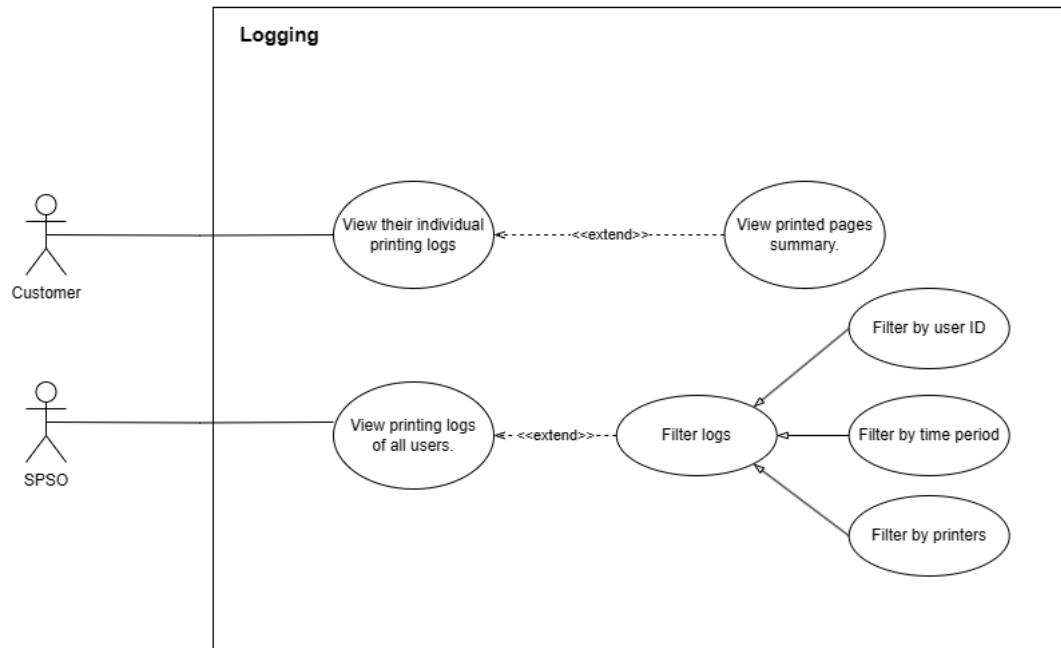 Logging
View their individual
printing logs
<<extend>>
View printed pages
summary.
Customer
Filter by user ID
View printing logs
of all users.
<<extend>>
Filter logs
Filter by time period
SPSO
Filter by printers